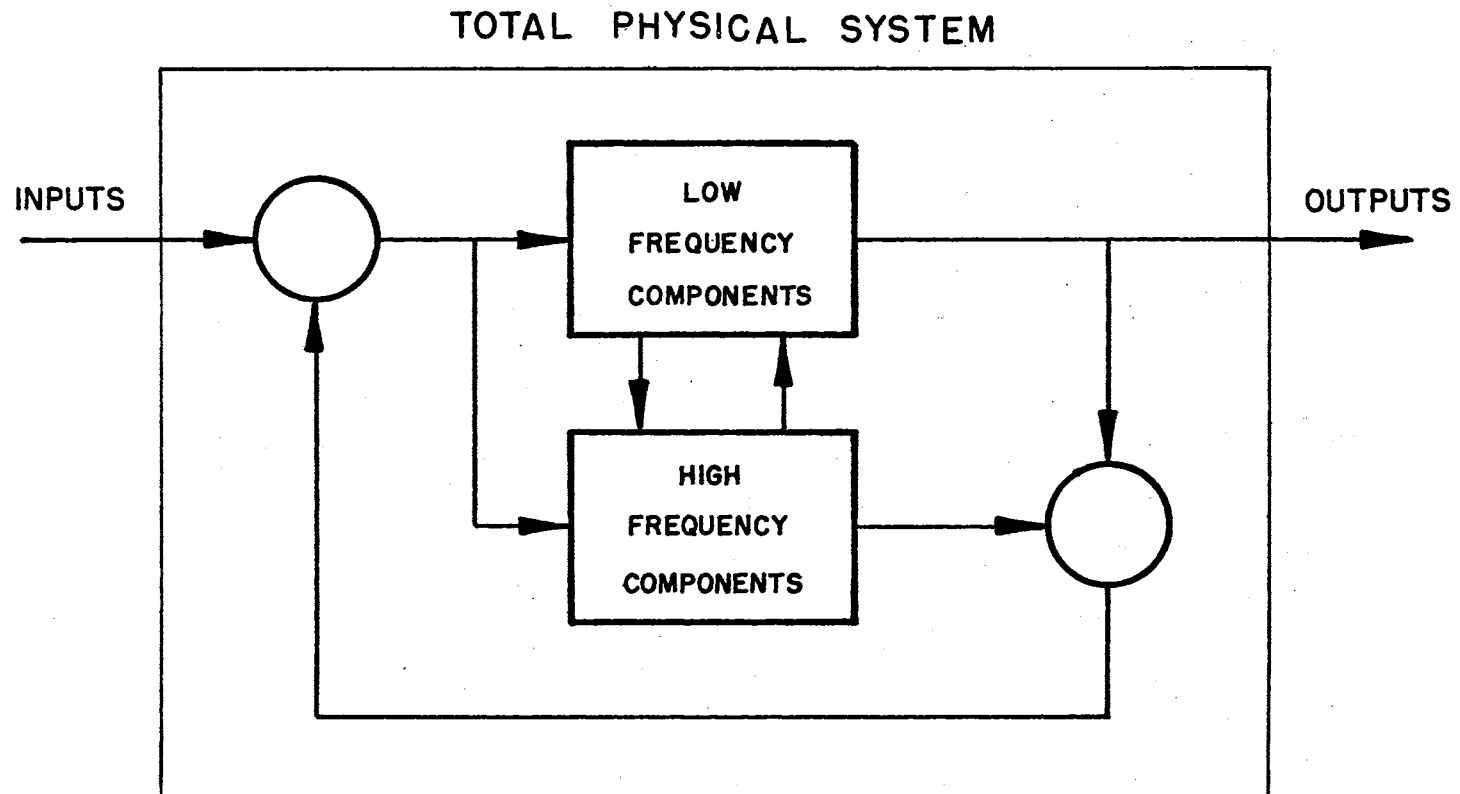 TOTAL PHYSICAL SYSTEM
INPUTS
LOW
FREQUENCY
COMPONENTS
OUTPUTS
HIGH
FREQUENCY
COMPONENTS